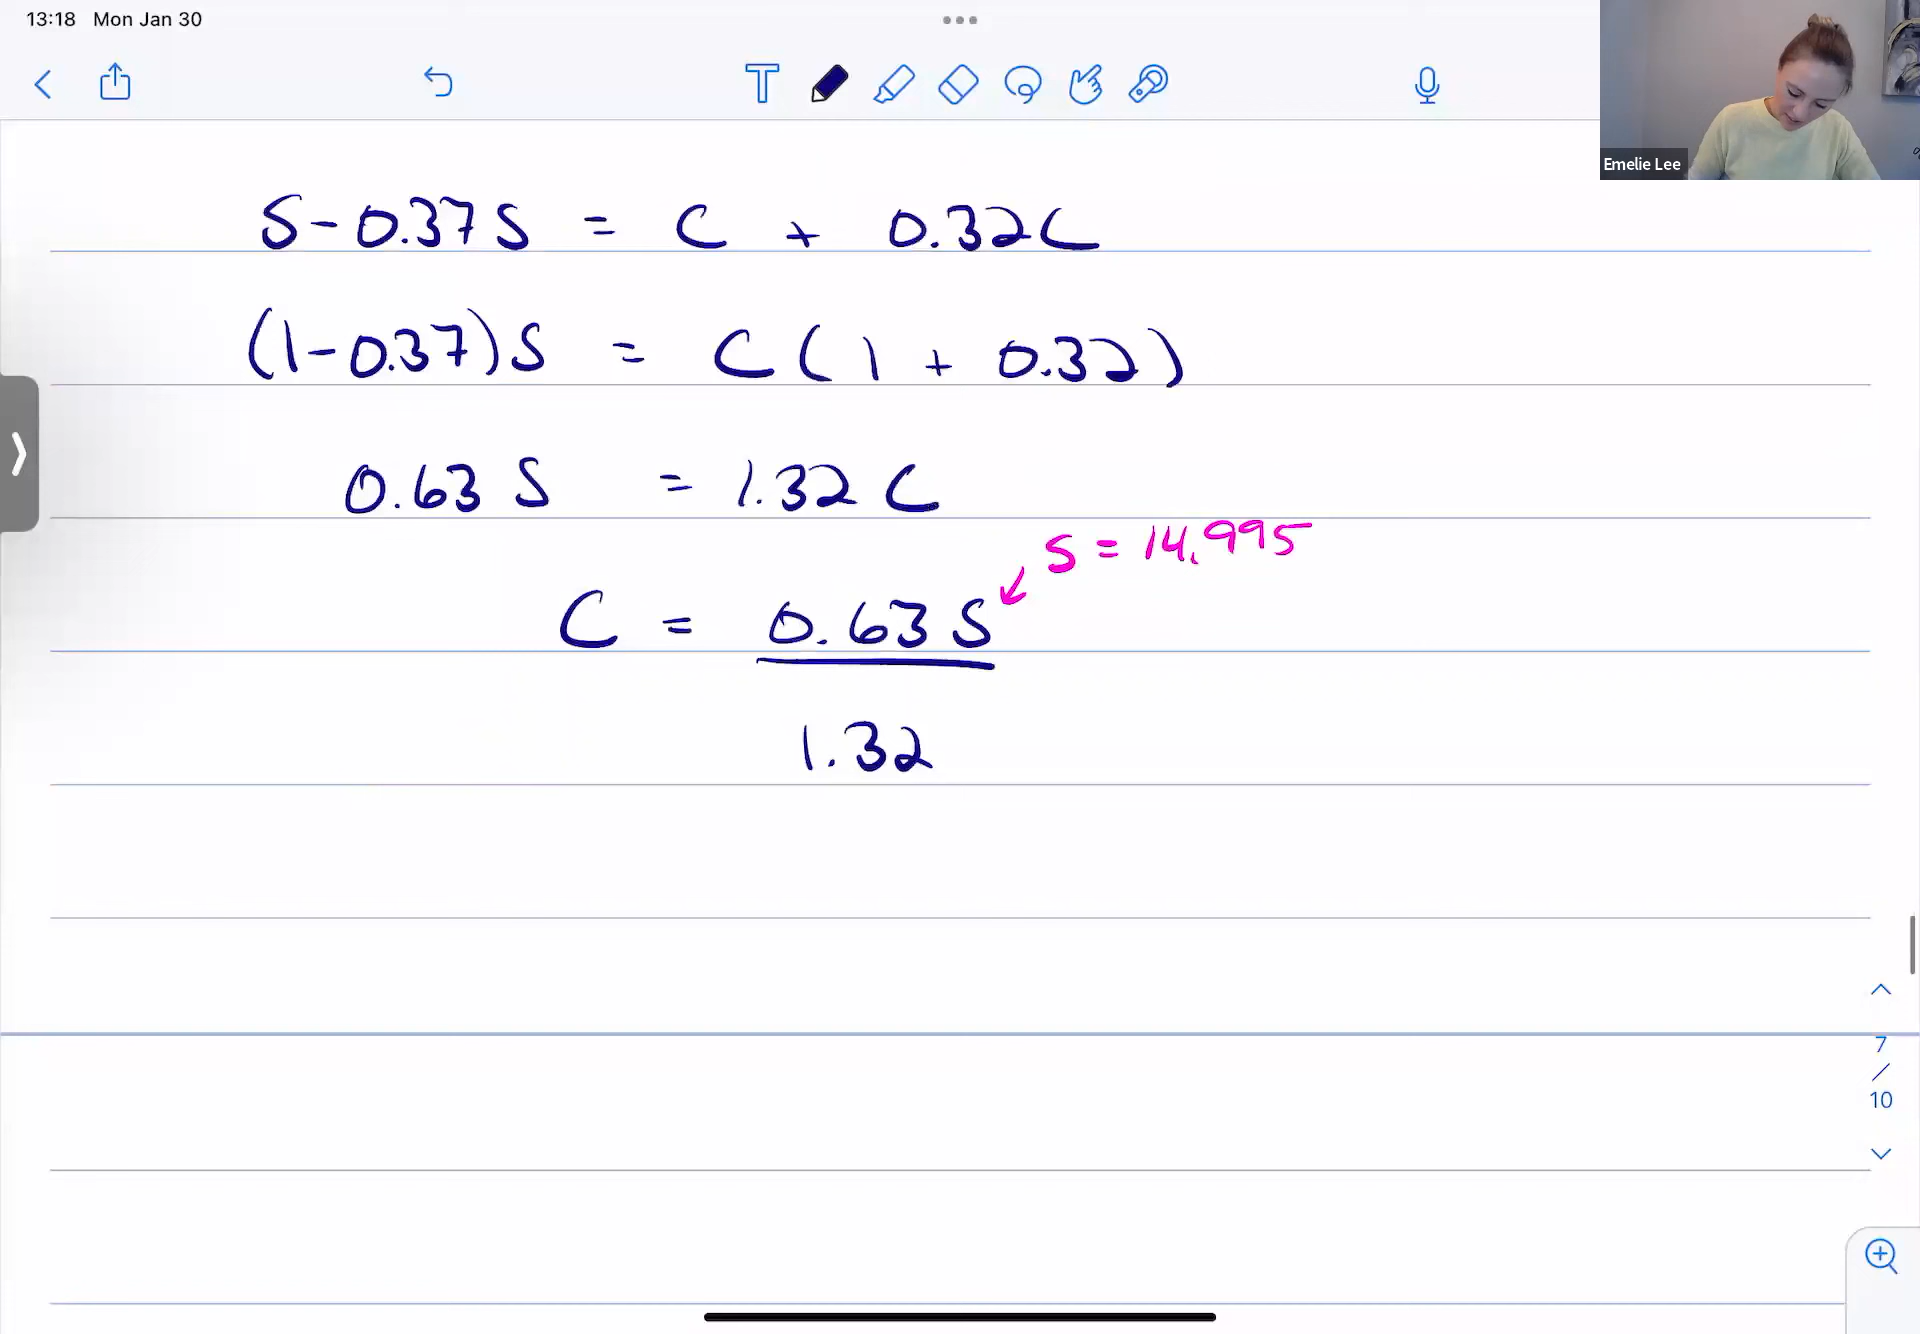 13:18 Mon Jan 30
Emelie Lee
S - 0.37S = C + 0.32C
(1 - 0.37)S = C(1 + 0.32)
0.63 S = 1.32 C
S = 14.995
C = 0.63 S
1.32
7
/
10